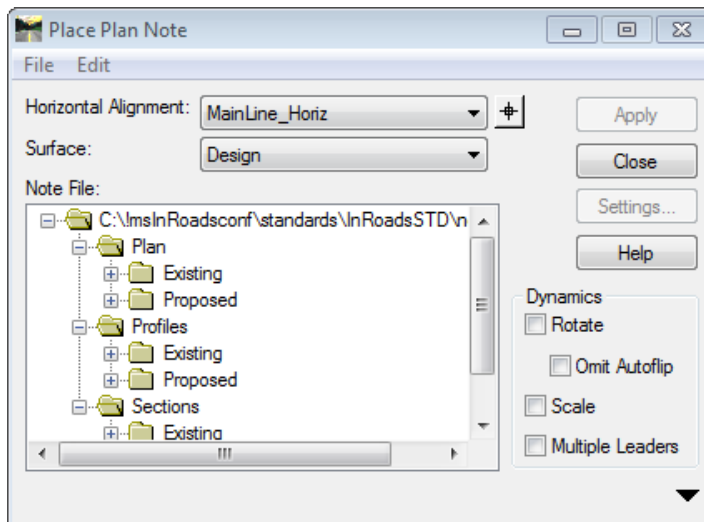 Place Plan Note
File Edit
Horizontal Alignment: MainLine_Horiz
Apply
Surface: Design
Close
Note File:
Settings...
C:\!msInRoadsconf\standards\InRoadsSTD\n
Help
Plan
Existing
Proposed
Profiles
Existing
Proposed
Sections
Existing
Dynamics
Rotate
Omit Autoflip
Scale
Multiple Leaders